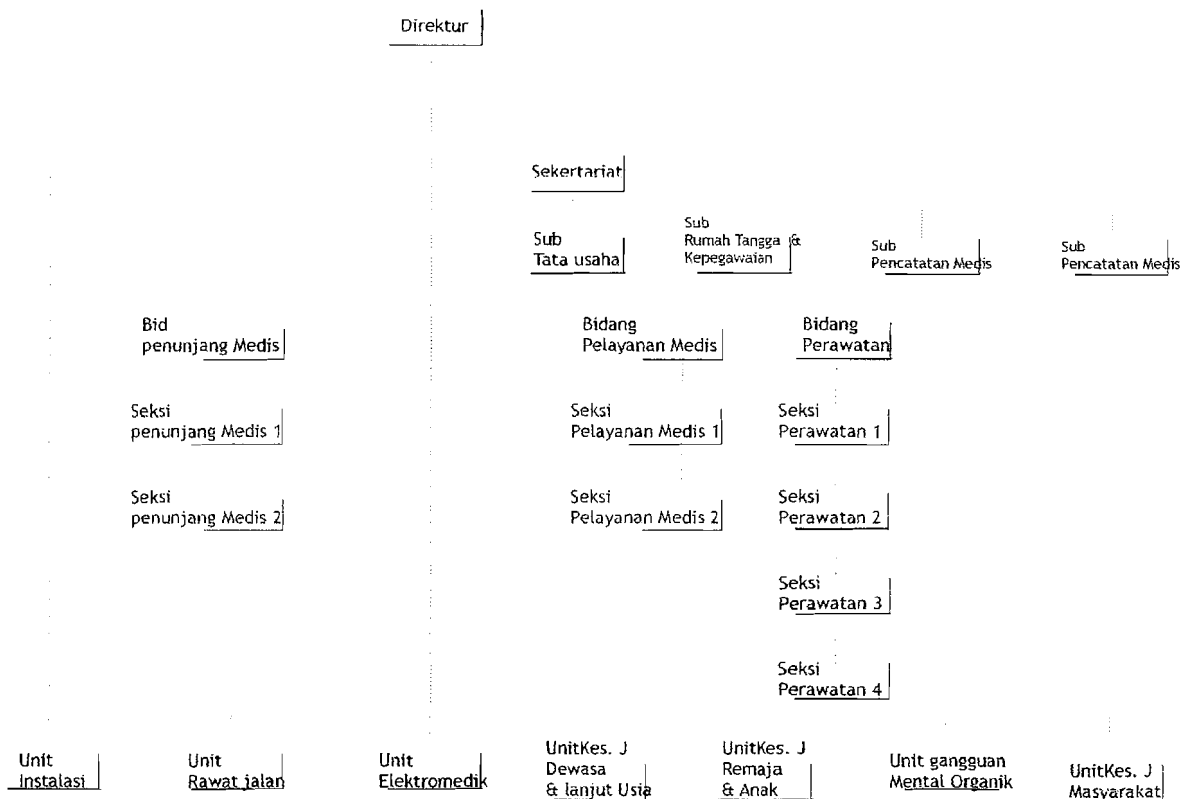 Direktur
Sekertariat
Sub
Tata usaha
Sub
Rumah Tangga &
Kepegawaian
Sub
Pencatatan Medis
Sub
Pencatatan Medis
Bid
penunjang Medis
Bidang
Pelayanan Medis
Bidang
Perawatan
Seksi
penunjang Medis 1
Seksi
Pelayanan Medis 1
Seksi
Perawatan 1
Seksi
penunjang Medis 2
Seksi
Pelayanan Medis 2
Seksi
Perawatan 2
Seksi
Perawatan 3
Seksi
Perawatan 4
Unit
Instalasi
Unit
Rawat jalan
Unit
Elektromedik
UnitKes. J
Dewasa
& lanjut Usia
UnitKes. J
Remaja
& Anak
Unit gangguan
Mental Organik
UnitKes. J
Masyarakat